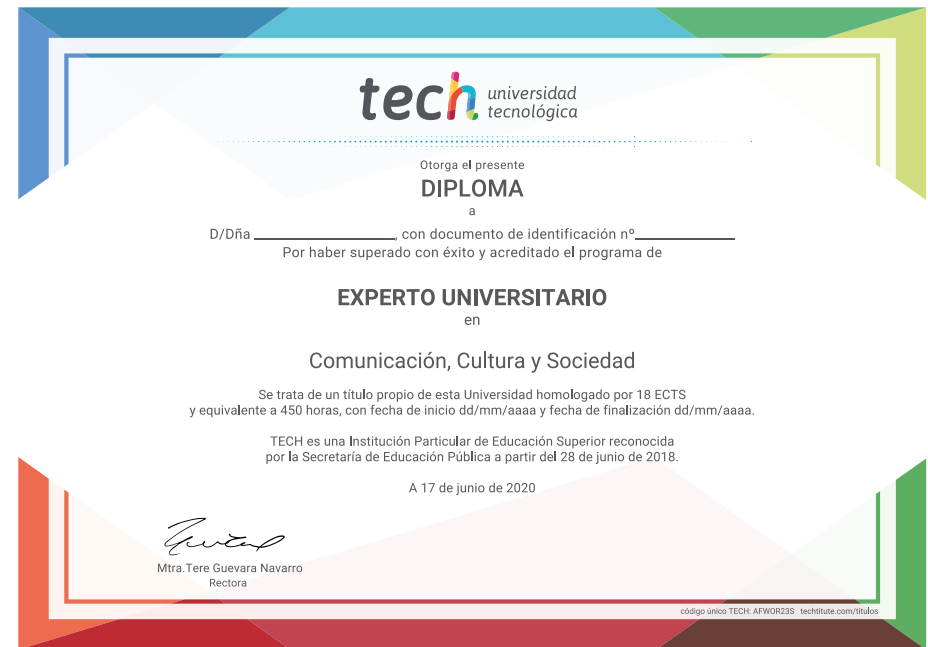 tech universidad
tecnológica
Otorga el presente
DIPLOMA
a
D/Dña ____________________, con documento de identificación nº______________
Por haber superado con éxito y acreditado el programa de
EXPERTO UNIVERSITARIO
en
Comunicación, Cultura y Sociedad
Se trata de un título propio de esta Universidad homologado por 18 ECTS
y equivalente a 450 horas, con fecha de inicio dd/mm/aaaa y fecha de finalización dd/mm/aaaa.
TECH es una Institución Particular de Educación Superior reconocida
por la Secretaría de Educación Pública a partir del 28 de junio de 2018.
A 17 de junio de 2020
Mtra.Tere Guevara Navarro
Rectora
código único TECH: AFWOR23S techtitute.com/titulos